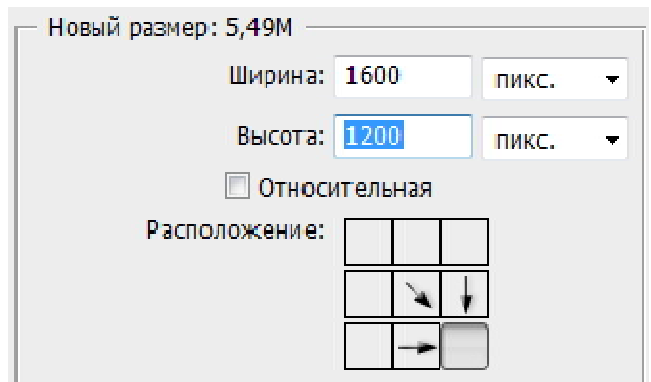 Новый размер: 5,49M
Ширина: 1600 пикс.
Высота: 1200 пикс.
Относительная
Расположение: